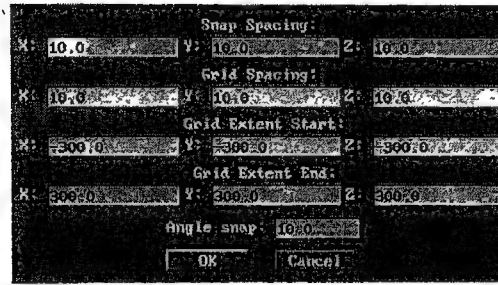 Snap Spacing:
X: 10.0 Y: 10.0 Z: 10.0
Grid Spacing:
X: 10.0 Y: 10.0 Z: 10.0
Grid Extent Start:
X: -300.0 Y: -300.0 Z: -300.0
Grid Extent End:
X: 300.0 Y: 300.0 Z: 300.0
Angle snap: 10.0
OK Cancel